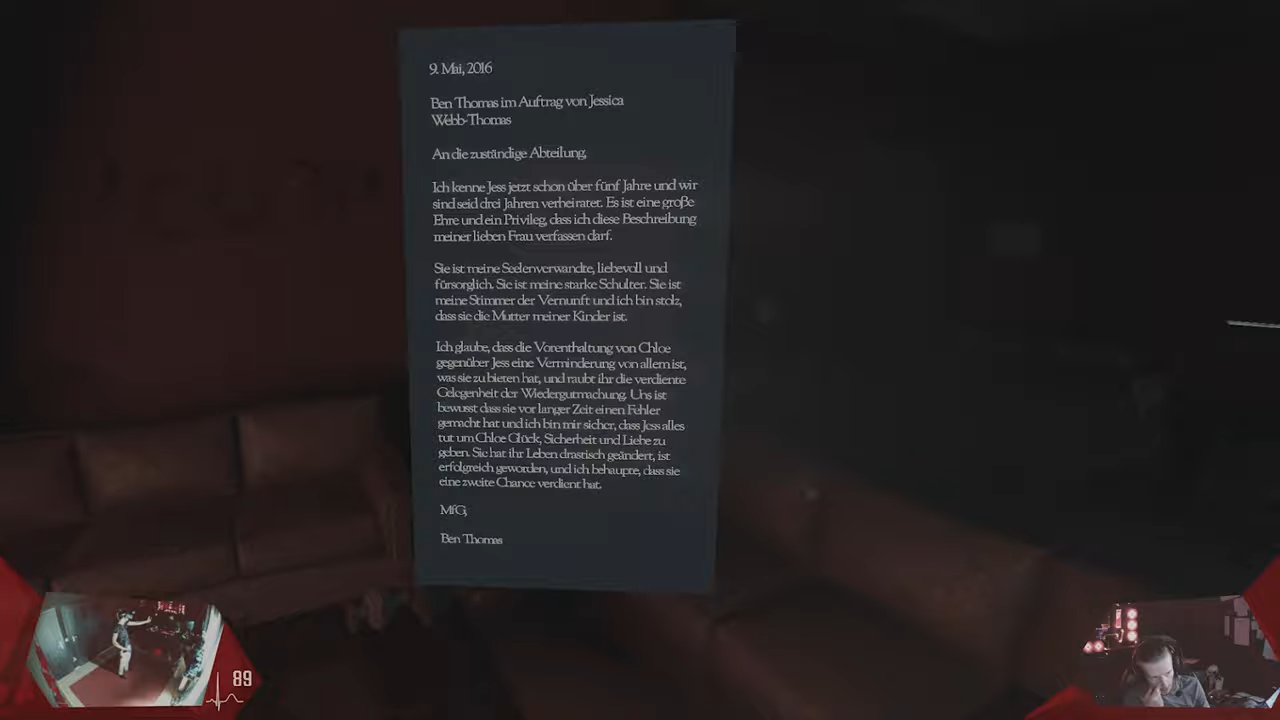 9. Mai, 2016
Ben Thomas im Auftrag von Jessica
Webb-Thomas
An die zuständige Abteilung,
Ich kenne Jess jetzt schon über fünf Jahre und wir
sind seid drei Jahren verheiratet. Es ist eine große
Ehre und ein Privileg, dass ich diese Beschreibung
meiner lieben Frau verfassen darf.
Sie ist meine Seelenverwandte, liebevoll und
fürsorglich. Sie ist meine starke Schulter. Sie ist
meine Stimmer der Vernunft und ich bin stolz,
dass sie die Mutter meiner Kinder ist.
Ich glaube, dass die Vorenthaltung von Chloe
gegenüber Jess eine Verminderung von allem ist,
was sie zu bieten hat, und raubt ihr die verdiente
Gelegenheit der Wiedergutmachung. Uns ist
bewusst dass sie vor langer Zeit einen Fehler
gemacht hat und ich bin mir sicher, dass Jess alles
tut um Chloe Glück, Sicherheit und Liebe zu
geben. Sie hat ihr Leben drastisch geändert, ist
erfolgreich geworden, und ich behaupte, dass sie
eine zweite Chance verdient hat.
MfG,
Ben Thomas
89